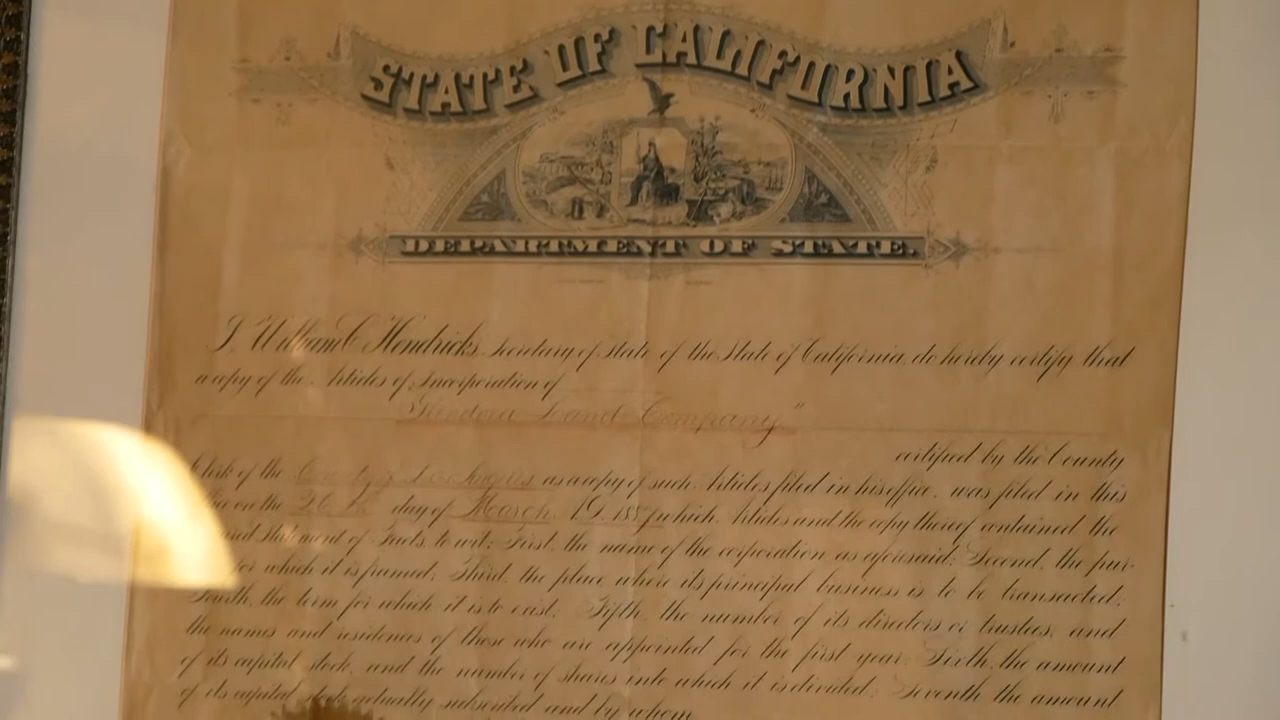 STATE OF CALIFORNIA
DEPARTMENT OF STATE.
I, William C Hendricks, Secretary of State of the State of California, do hereby certify that
a copy of the Articles of Incorporation of
"Glendora Land Company"
certified by the County
Clerk of the County of Los Angeles, as a copy of such Articles filed in his office, was filed in this
office on the 26th day of March A.D. 1887, which Articles and the copy thereof contained the
required Statement of Facts, to wit: First, the name of the corporation as aforesaid: Second, the pur-
for which it is framed; Third, the place where its principal business is to be transacted;
Fourth, the term for which it is to exist: Fifth, the number of its directors or trustees, and
the names and residences of those who are appointed for the first year: Sixth, the amount
of its capital stock, and the number of shares into which it is divided: Seventh the amount
of its capital stock actually subscribed and by whom